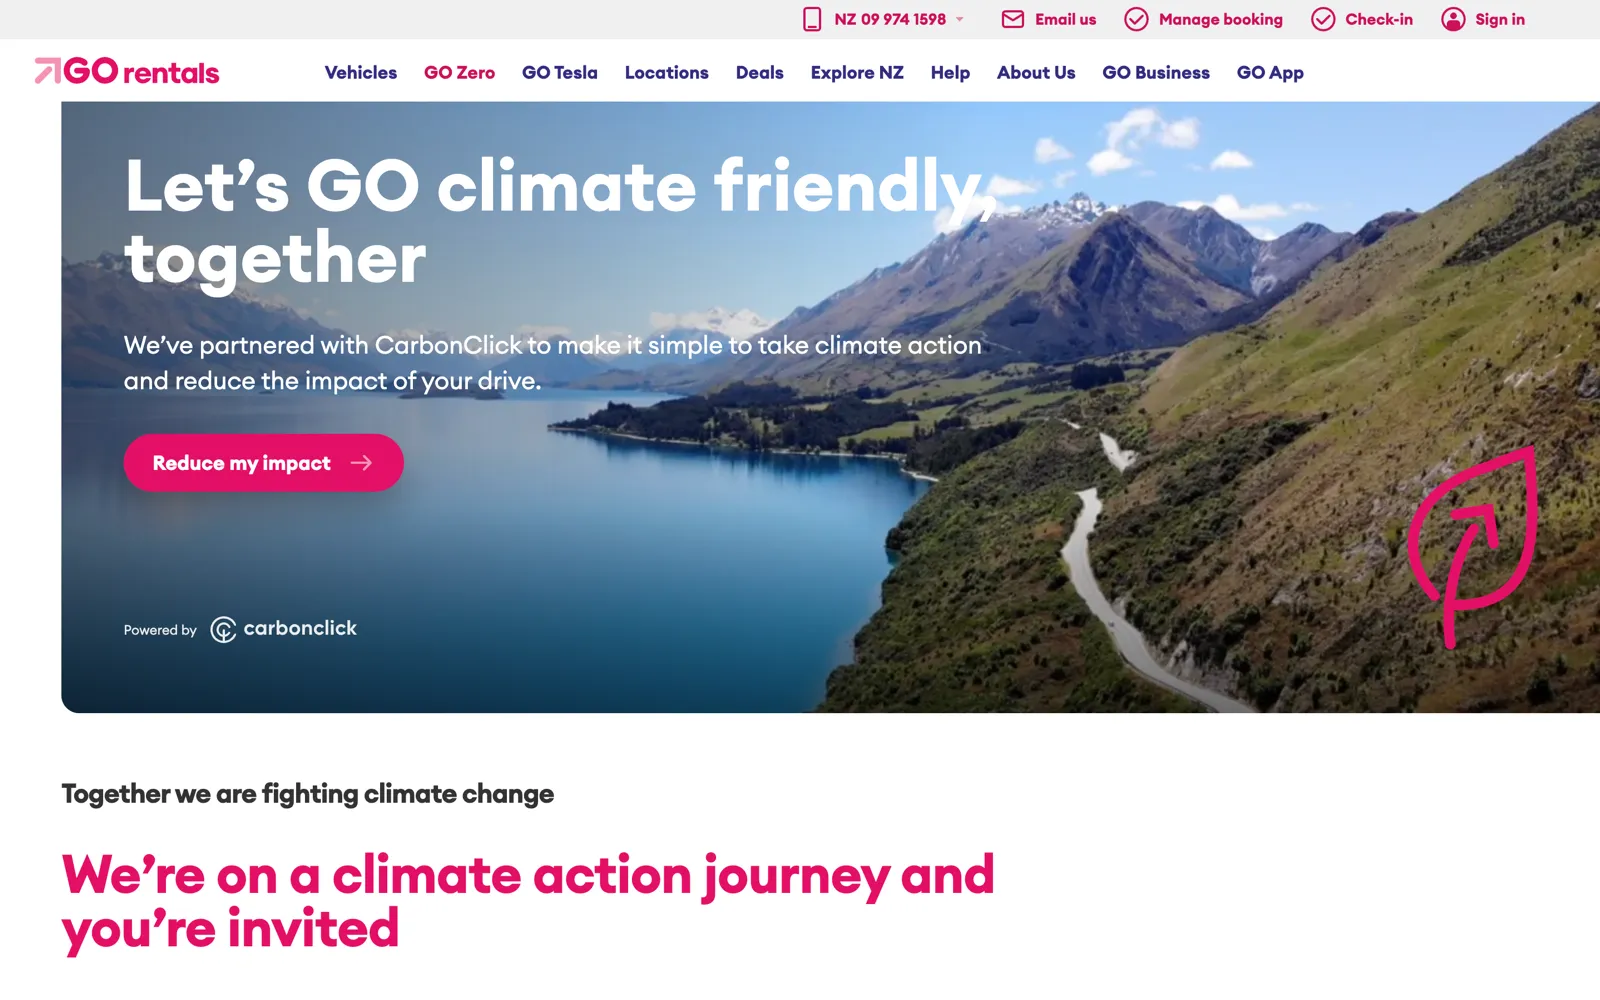 NZ 09 974 1598
Email us
Manage booking
Check-in
Sign in
GO rentals
Vehicles
GO Zero
GO Tesla
Locations
Deals
Explore NZ
Help
About Us
GO Business
GO App
Let’s GO climate friendly,
together
We’ve partnered with CarbonClick to make it simple to take climate action
and reduce the impact of your drive.
Reduce my impact
Powered by carbonclick
Together we are fighting climate change
We’re on a climate action journey and
you’re invited